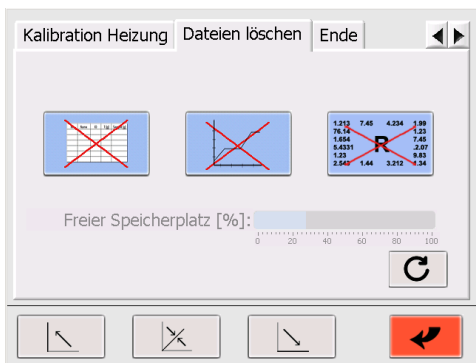 Kalibration Heizung Dateien löschen Ende
1.213 7.45 4.234 1.99
76.14 1.23
1.654 R 7.45
5.4331 .2.07
1.23 9.83
2.543 1.44 3.212 1.34
Freier Speicherplatz [%]:
0 20 40 60 80 100